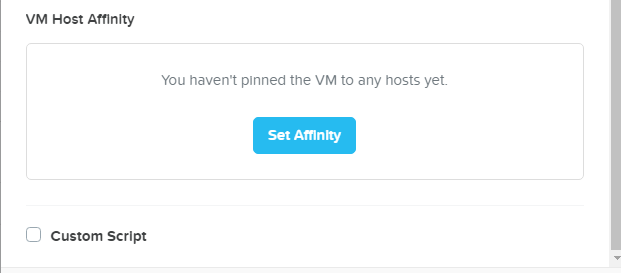 VM Host Affinity
You haven't pinned the VM to any hosts yet.
Set Affinity
Custom Script